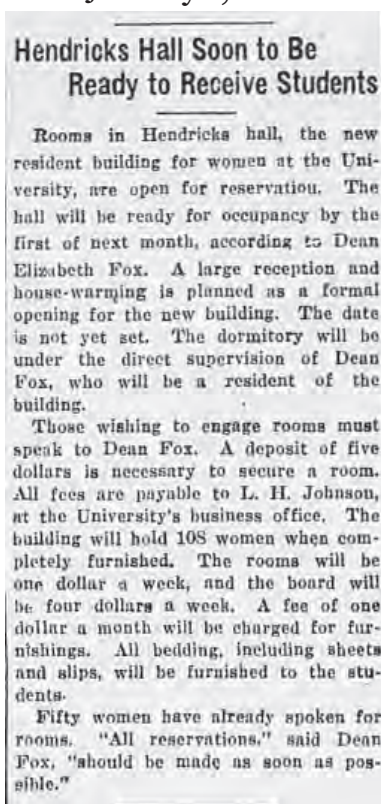 Hendricks Hall Soon to Be
Ready to Receive Students
Rooms in Hendricks hall, the new
resident building for women at the Uni-
versity, are open for reservation. The
hall will be ready for occupancy by the
first of next month, according to Dean
Elizabeth Fox. A large reception and
house-warming is planned as a formal
opening for the new building. The date
is not yet set. The dormitory will be
under the direct supervision of Dean
Fox, who will be a resident of the
building.
Those wishing to engage rooms must
speak to Dean Fox. A deposit of five
dollars is necessary to secure a room.
All fees are payable to L. H. Johnson,
at the University's business office. The
building will hold 108 women when com-
pletely furnished. The rooms will be
one dollar a week, and the board will
be four dollars a week. A fee of one
dollar a month will be charged for fur-
nishings. All bedding, including sheets
and slips, will be furnished to the stu-
dents.
Fifty women have already spoken for
rooms. "All reservations," said Dean
Fox, "should be made as soon as pos-
sible."